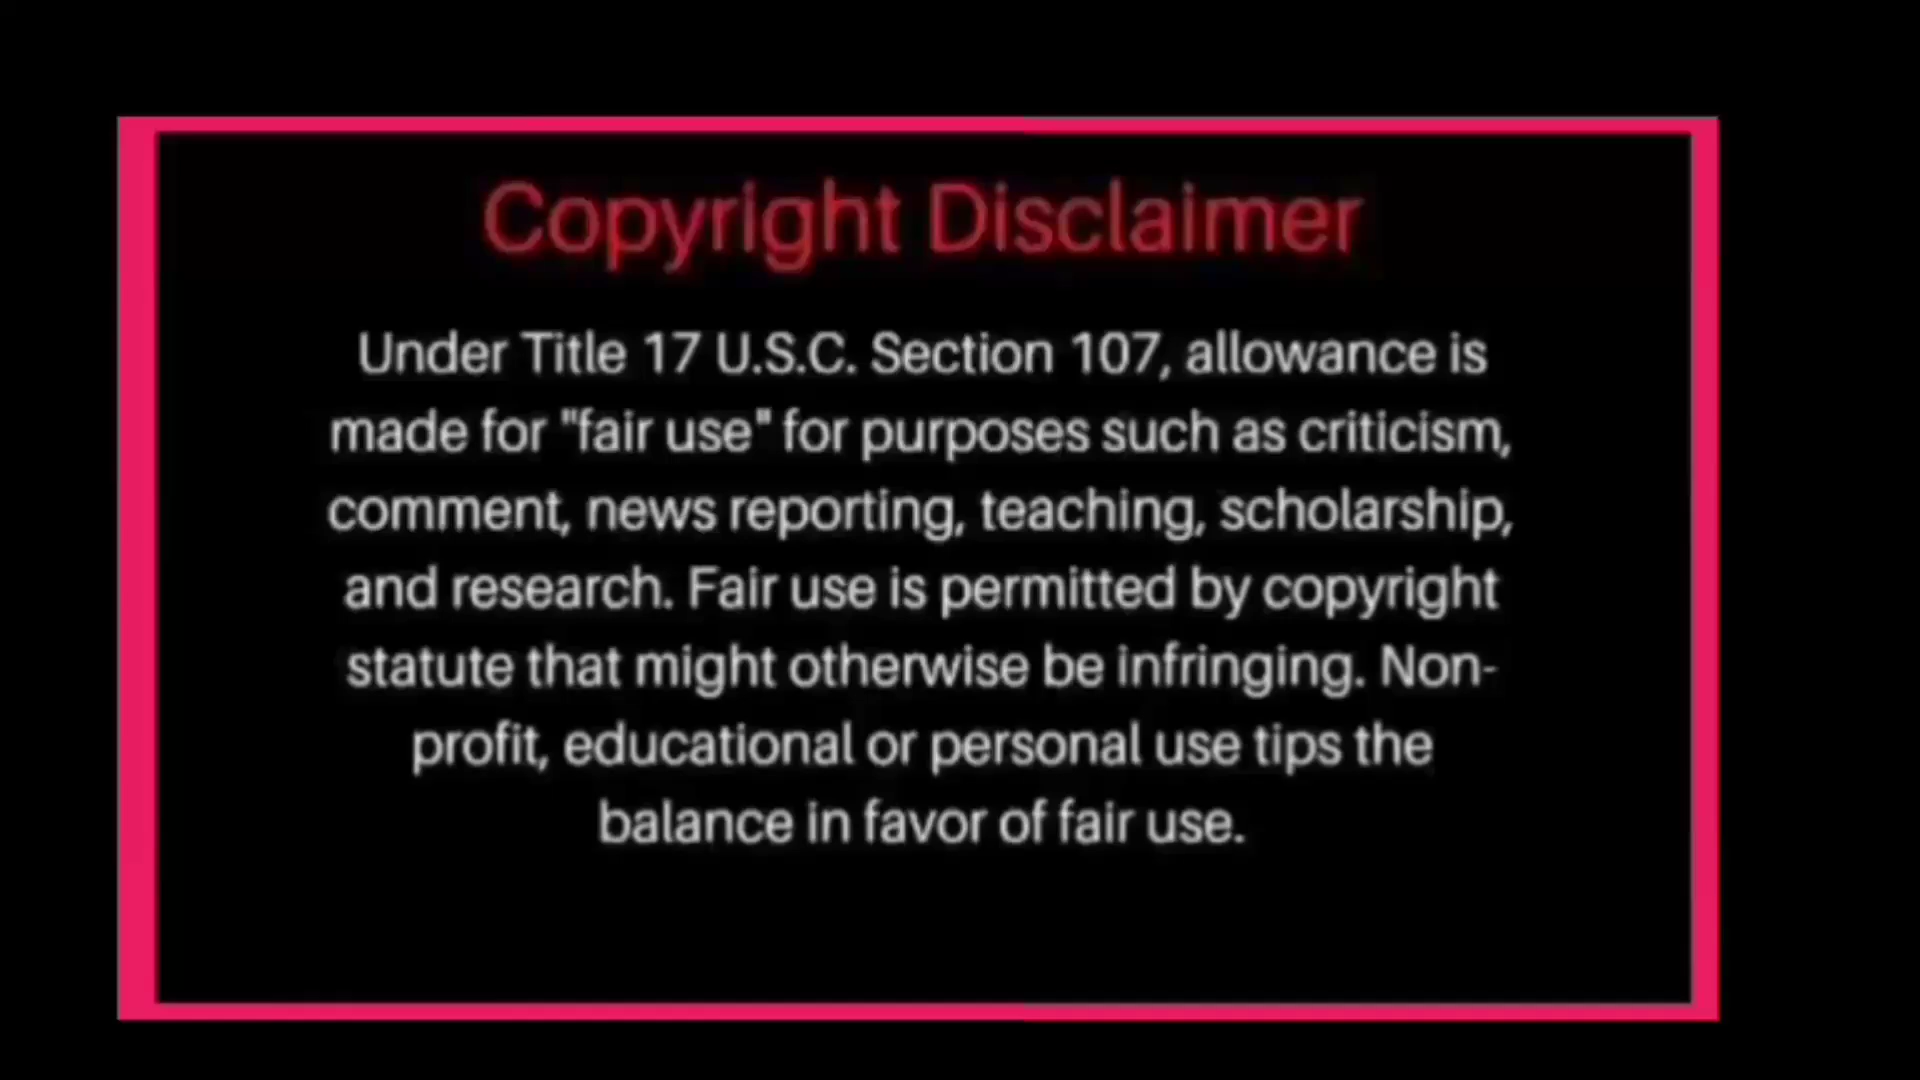 Copyright Disclaimer
Under Title 17 U.S.C. Section 107, allowance is
made for "fair use" for purposes such as criticism,
comment, news reporting, teaching, scholarship,
and research. Fair use is permitted by copyright
statute that might otherwise be infringing. Non-
profit, educational or personal use tips the
balance in favor of fair use.